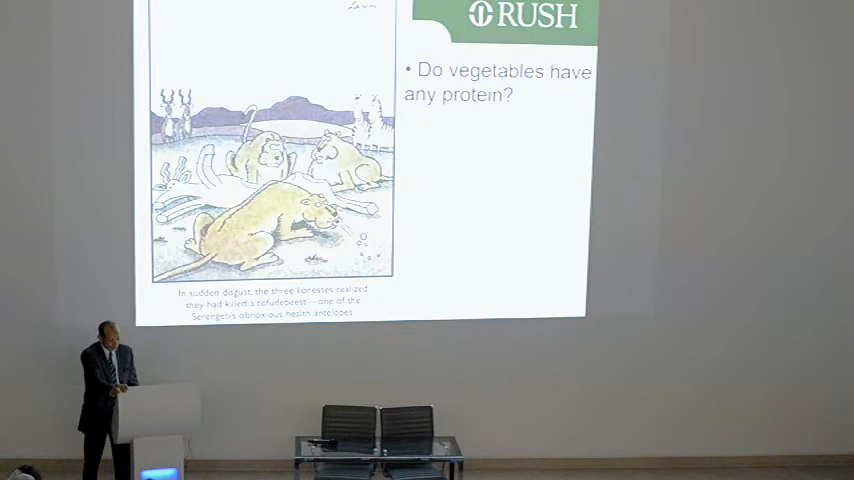 RUSH
• Do vegetables have
any protein?
In sudden disgust, the three lionesses realized
they had killed a tofudebeest—one of the
Serengeti's obnoxious health antelopes